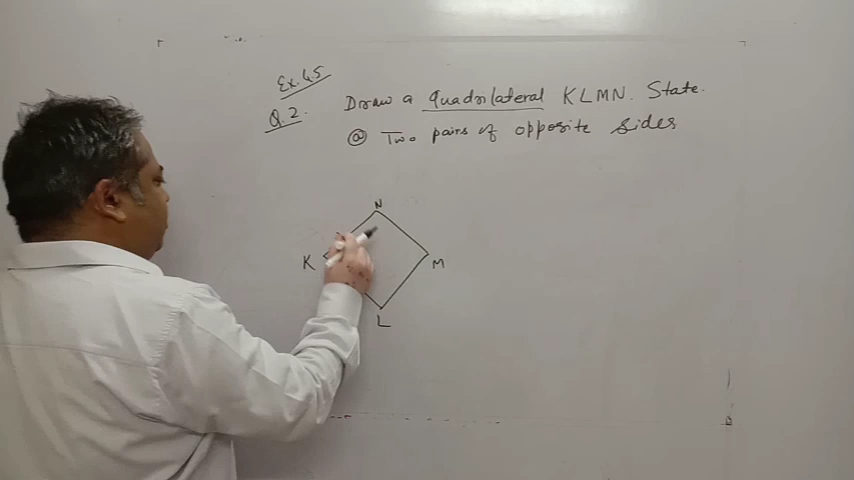 Ex. 4.5
Q.2. Draw a quadrilateral KLMN. State.
ⓐ Two pairs of opposite sides
N
K
M
L